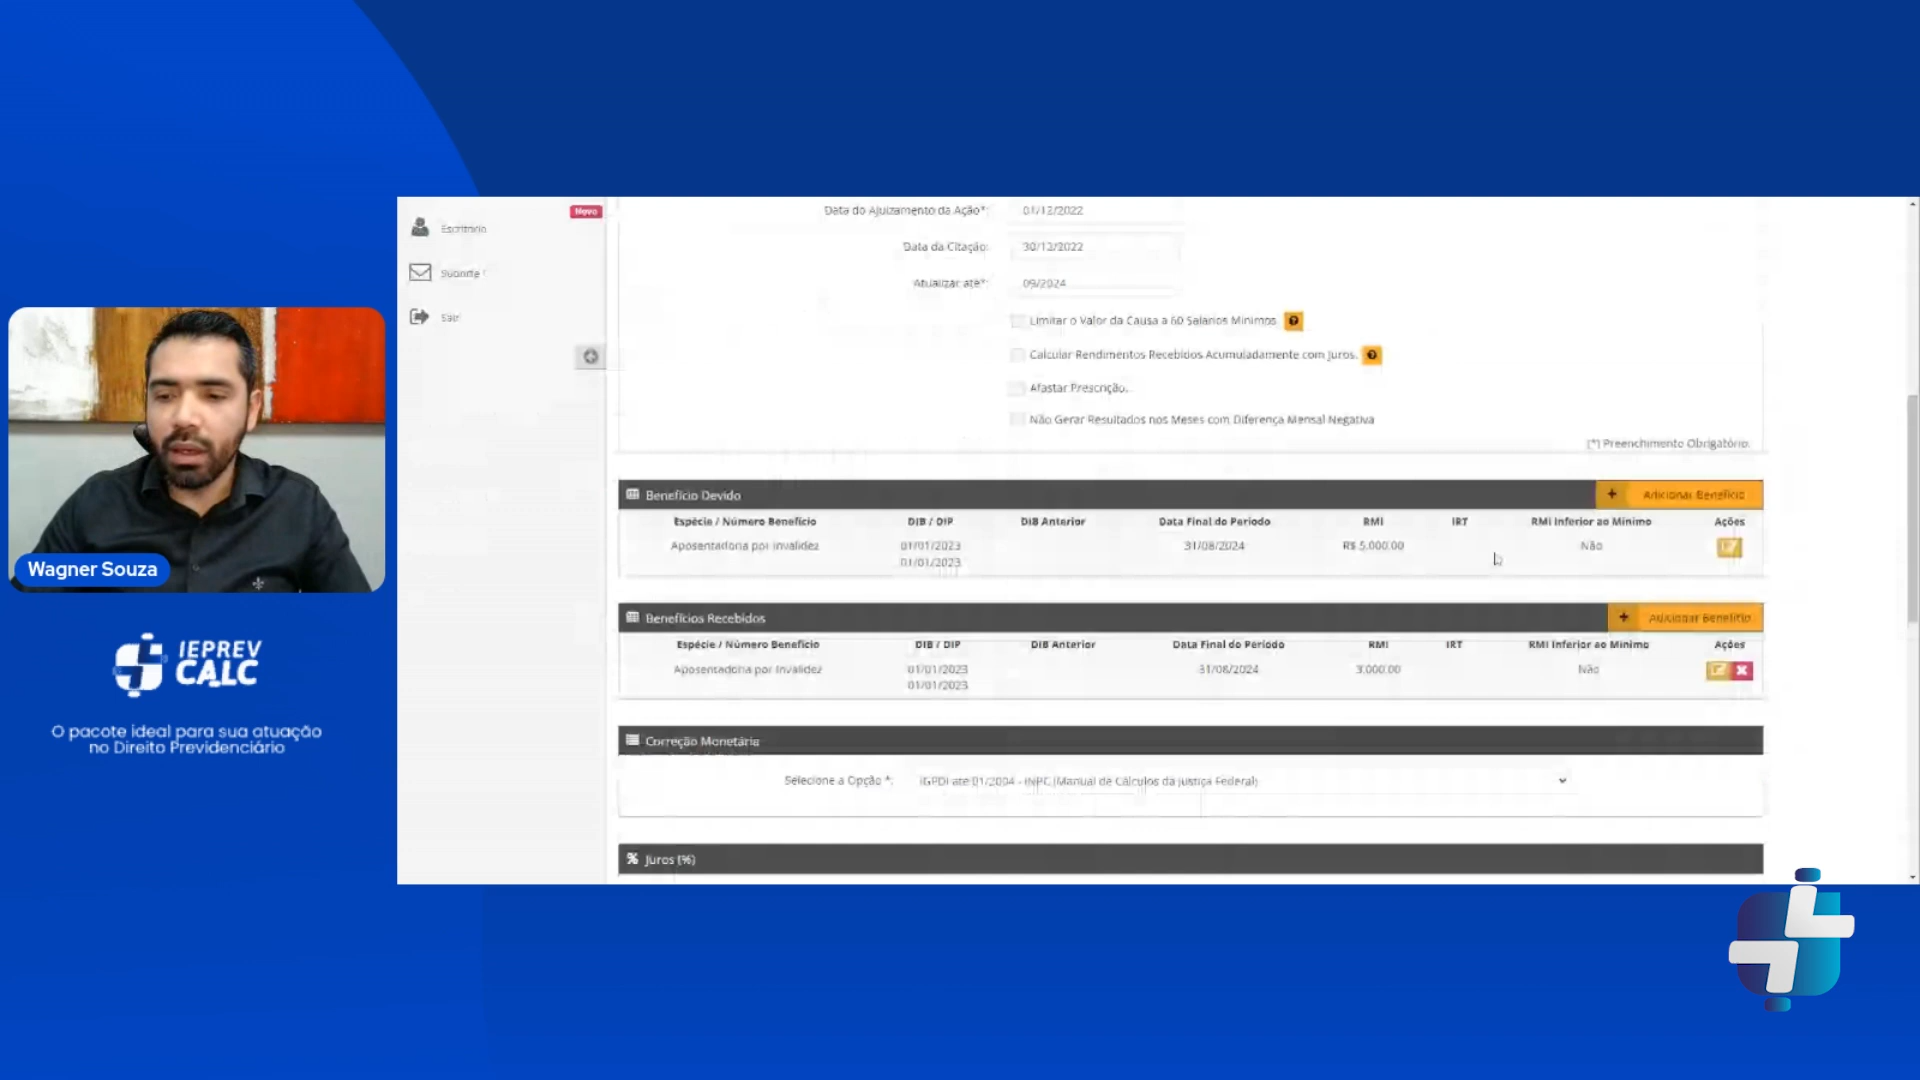 Novo
Escritório
Suporte
Sair
Data do Ajuizamento da Ação*: 01/12/2022
Data da Citação: 30/12/2022
Atualizar até*: 09/2024
Limitar o Valor da Causa a 60 Salários Mínimos
Calcular Rendimentos Recebidos Acumuladamente com Juros.
Afastar Prescrição.
Não Gerar Resultados nos Meses com Diferença Mensal Negativa
[*] Preenchimento Obrigatório.
Benefício Devido + Adicionar Benefício
Espécie / Número Benefício DIB / DIP DIB Anterior Data Final do Período RMI IRT RMI Inferior ao Mínimo Ações
Aposentadoria por invalidez 01/01/2023 31/08/2024 R$ 5.000,00 Não
01/01/2023
Benefícios Recebidos + Adicionar Benefício
Espécie / Número Benefício DIB / DIP DIB Anterior Data Final do Período RMI IRT RMI Inferior ao Mínimo Ações
Aposentadoria por invalidez 01/01/2023 31/08/2024 3.000,00 Não
01/01/2023
Correção Monetária
Selecione a Opção *: IGPDI até 01/2004 - INPC (Manual de Cálculos da Justiça Federal)
% Juros (%)
Wagner Souza
IEPREV
CALC
O pacote ideal para sua atuação
no Direito Previdenciário